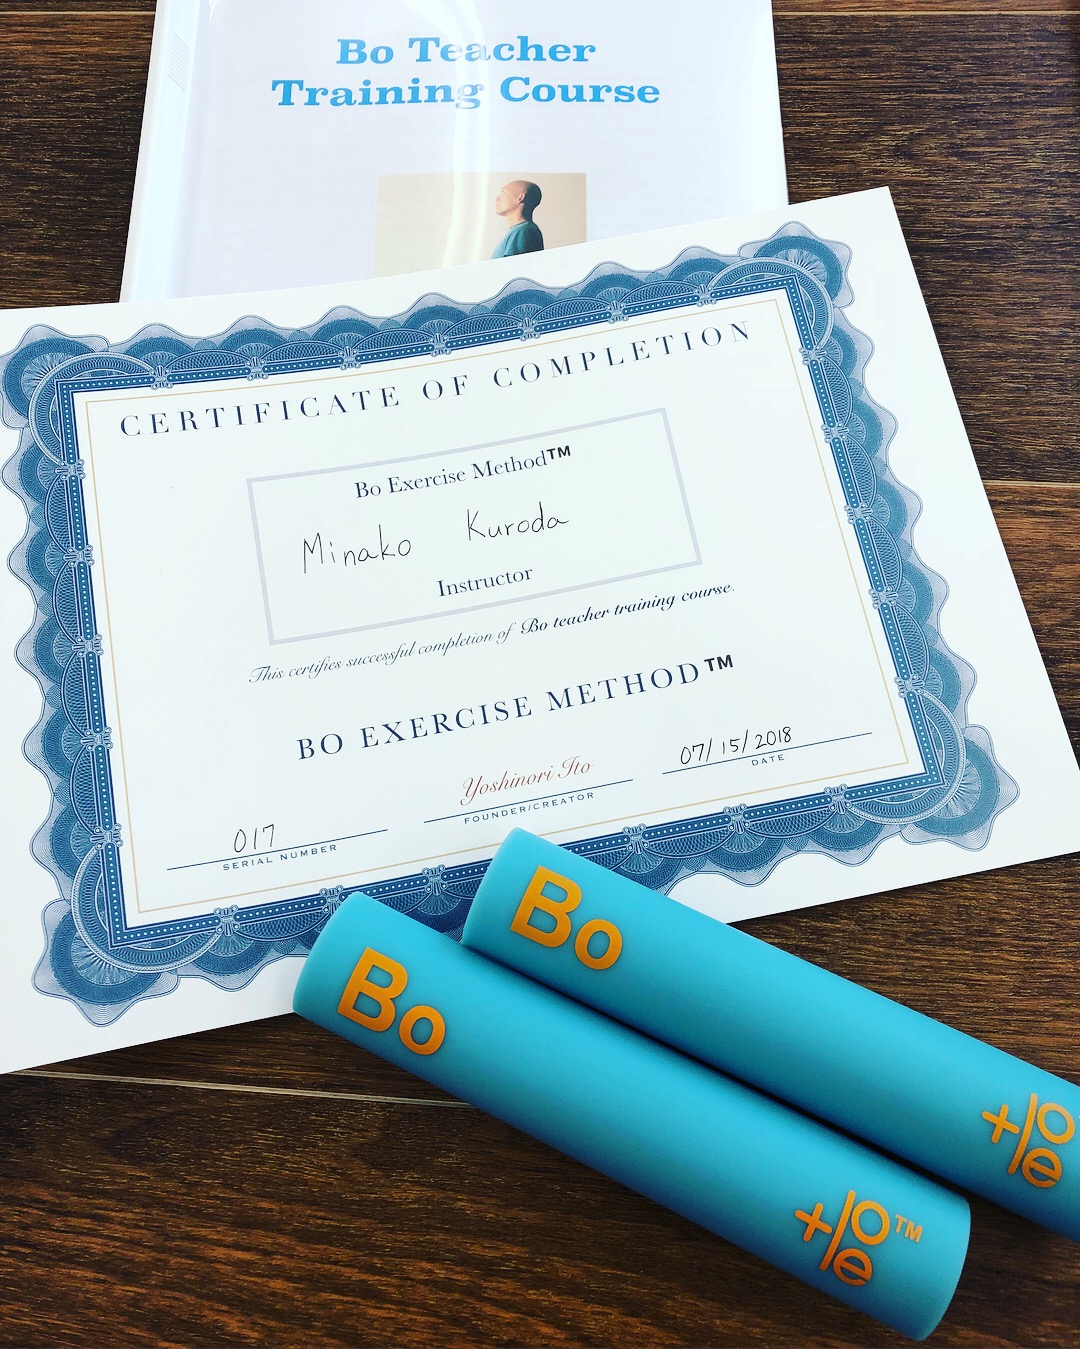 Bo Teacher
Training Course
CERTIFICATE OF COMPLETION
Bo Exercise Method™
Minako Kuroda
Instructor
This certifies successful completion of Bo teacher training course.
BO EXERCISE METHOD™
017
SERIAL NUMBER
Yoshinori Ito
FOUNDER/CREATOR
07/15/2018
DATE
Bo
Bo
+/oe
+/oe™